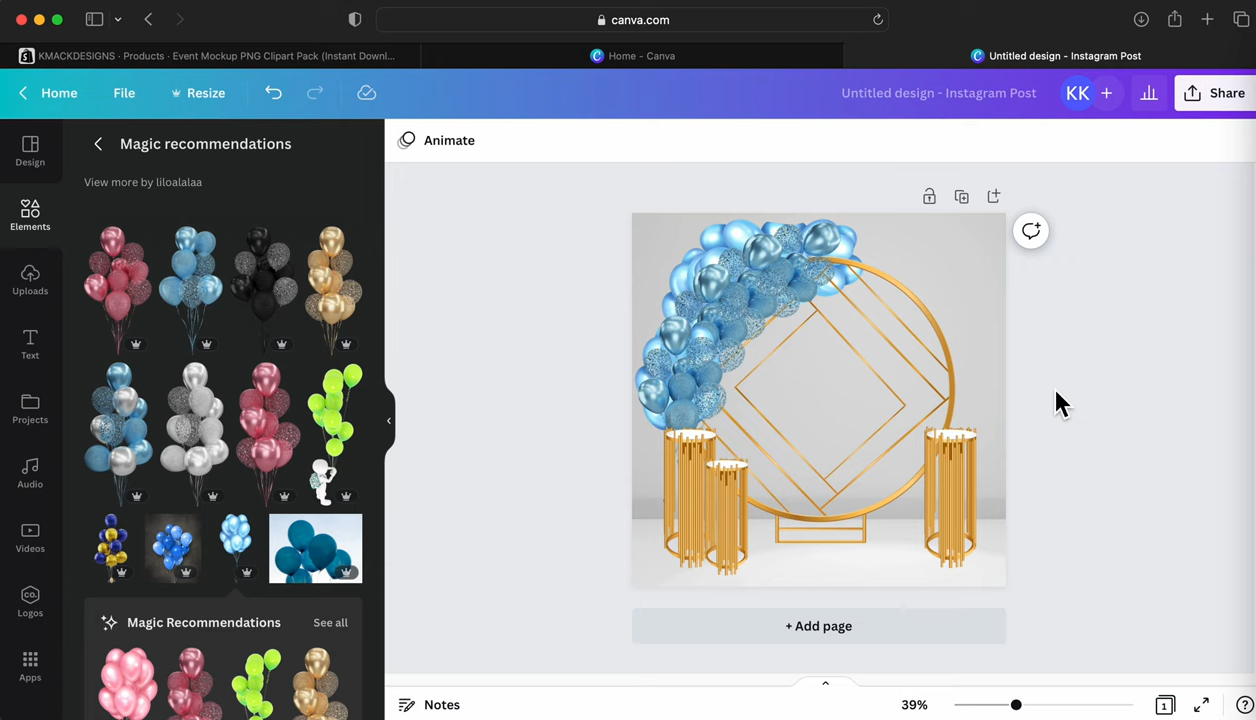 canva.com
KMACKDESIGNS · Products · Event Mockup PNG Clipart Pack (Instant Downl...
Home – Canva
Untitled design - Instagram Post
Home
File
Resize
Untitled design - Instagram Post
KK
Share
Design
Elements
Uploads
Text
Projects
Audio
Videos
CO.
Logos
Apps
Magic recommendations
View more by liloalalaa
Magic Recommendations
See all
Animate
+ Add page
Notes
39%
1
?